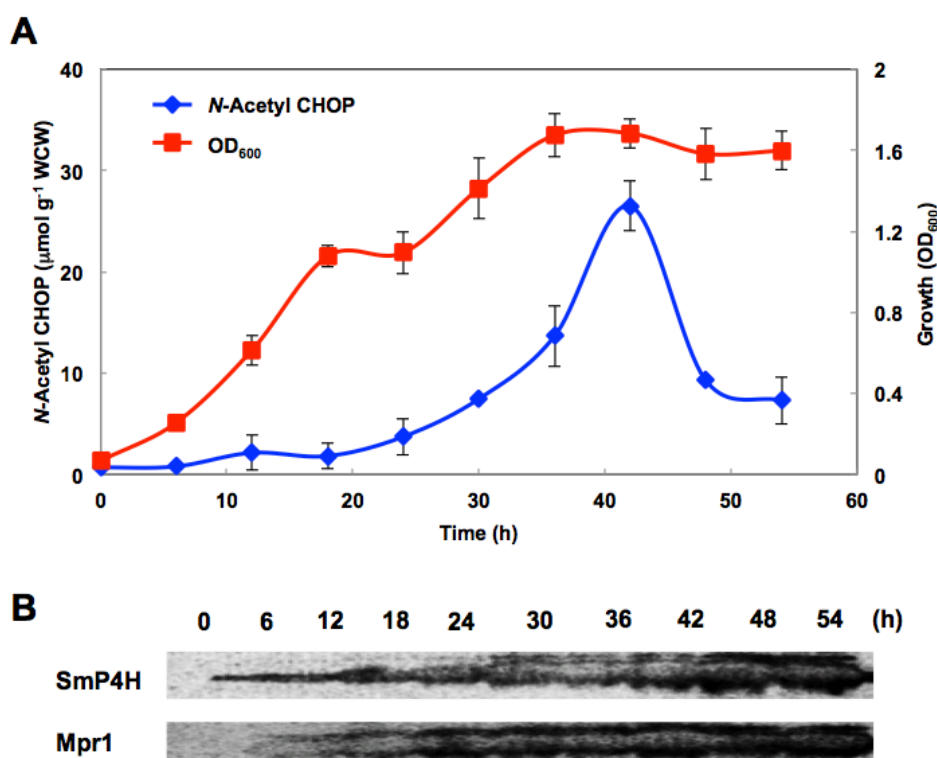 A
40
30
20
10
0
N-Acetyl CHOP (μmol g-1 WCW)
N-Acetyl CHOP
OD600
2
1.6
1.2
0.8
0.4
0
Growth (OD600)
0 10 20 30 40 50 60
Time (h)
B
0 6 12 18 24 30 36 42 48 54 (h)
SmP4H
Mpr1